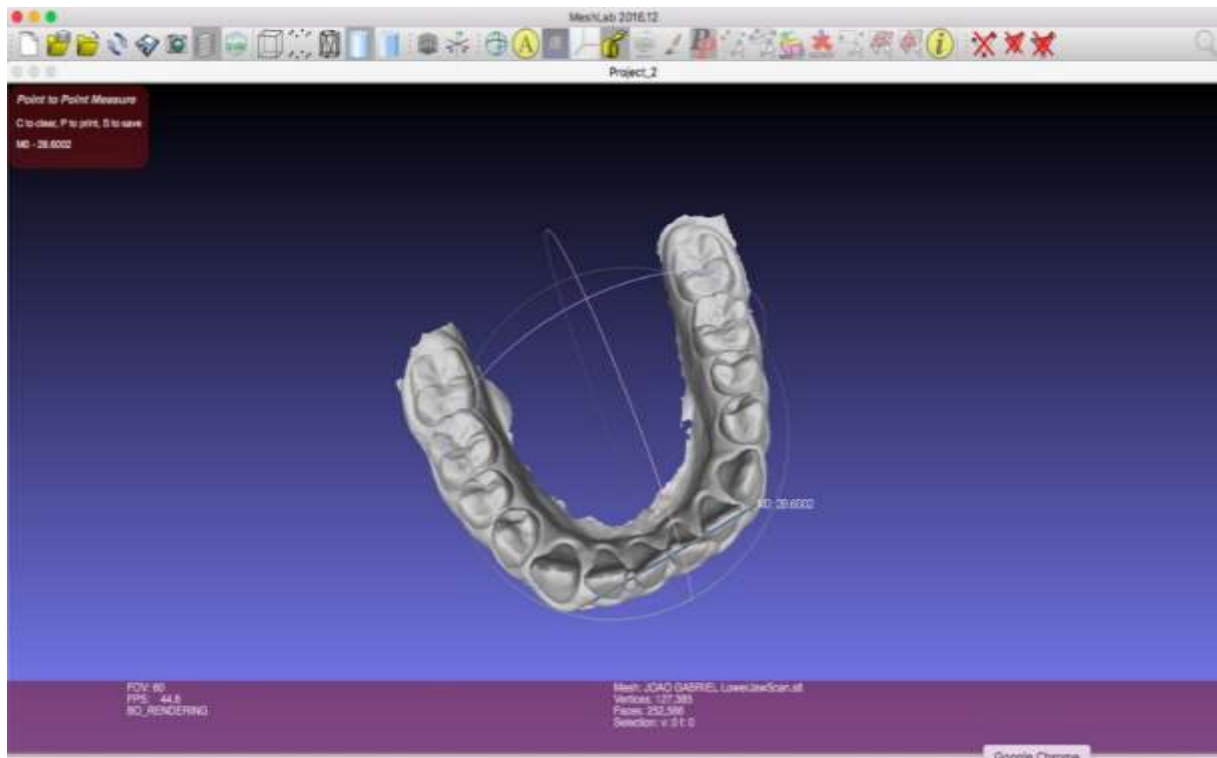 MeshLab 2016.12
Project_2
Point to Point Measure
C to clear, P to print, S to save
M0 - 28.6002
M0: 28.6002
FOV: 60
FPS: 44.8
BO_RENDERING
Mesh: JOAO GABRIEL LowerJawScan.stl
Vertices: 127,385
Faces: 252,586
Selection: v: 0 f: 0
Google Chrome